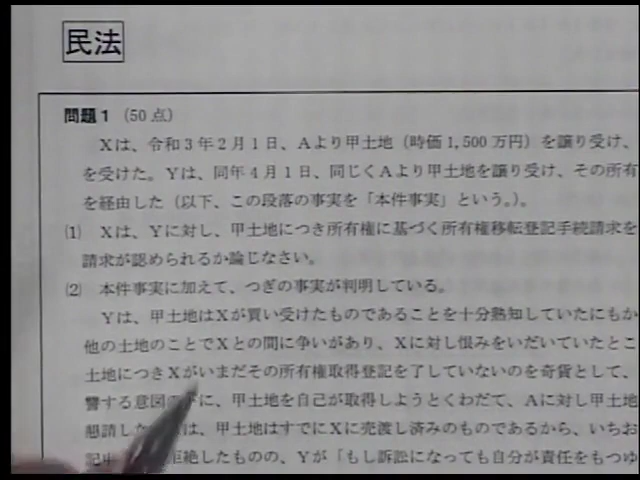 民法
問題1 (50点)
Xは、令和3年2月1日、Aより甲土地(時価1,500万円)を譲り受け、
を受けた。Yは、同年4月1日、同じくAより甲土地を譲り受け、その所有
を経由した(以下、この段落の事実を「本件事実」という。)。
(1) Xは、Yに対し、甲土地につき所有権に基づく所有権移転登記手続請求を
請求が認められるか論じなさい。
(2) 本件事実に加えて、つぎの事実が判明している。
Yは、甲土地はXが買い受けたものであることを十分熟知していたにもか
他の土地のことでXとの間に争いがあり、Xに対し恨みをいだいていたとこ
土地につきXがいまだその所有権取得登記を了していないのを奇貨として、
讐する意図の下に、甲土地を自己が取得しようとくわだて、Aに対し甲土地
懇請した は、甲土地はすでにXに売渡し済みのものであるから、いちお
記 拒絶したものの、Yが「もし訴訟になっても自分が責任をもつゆ